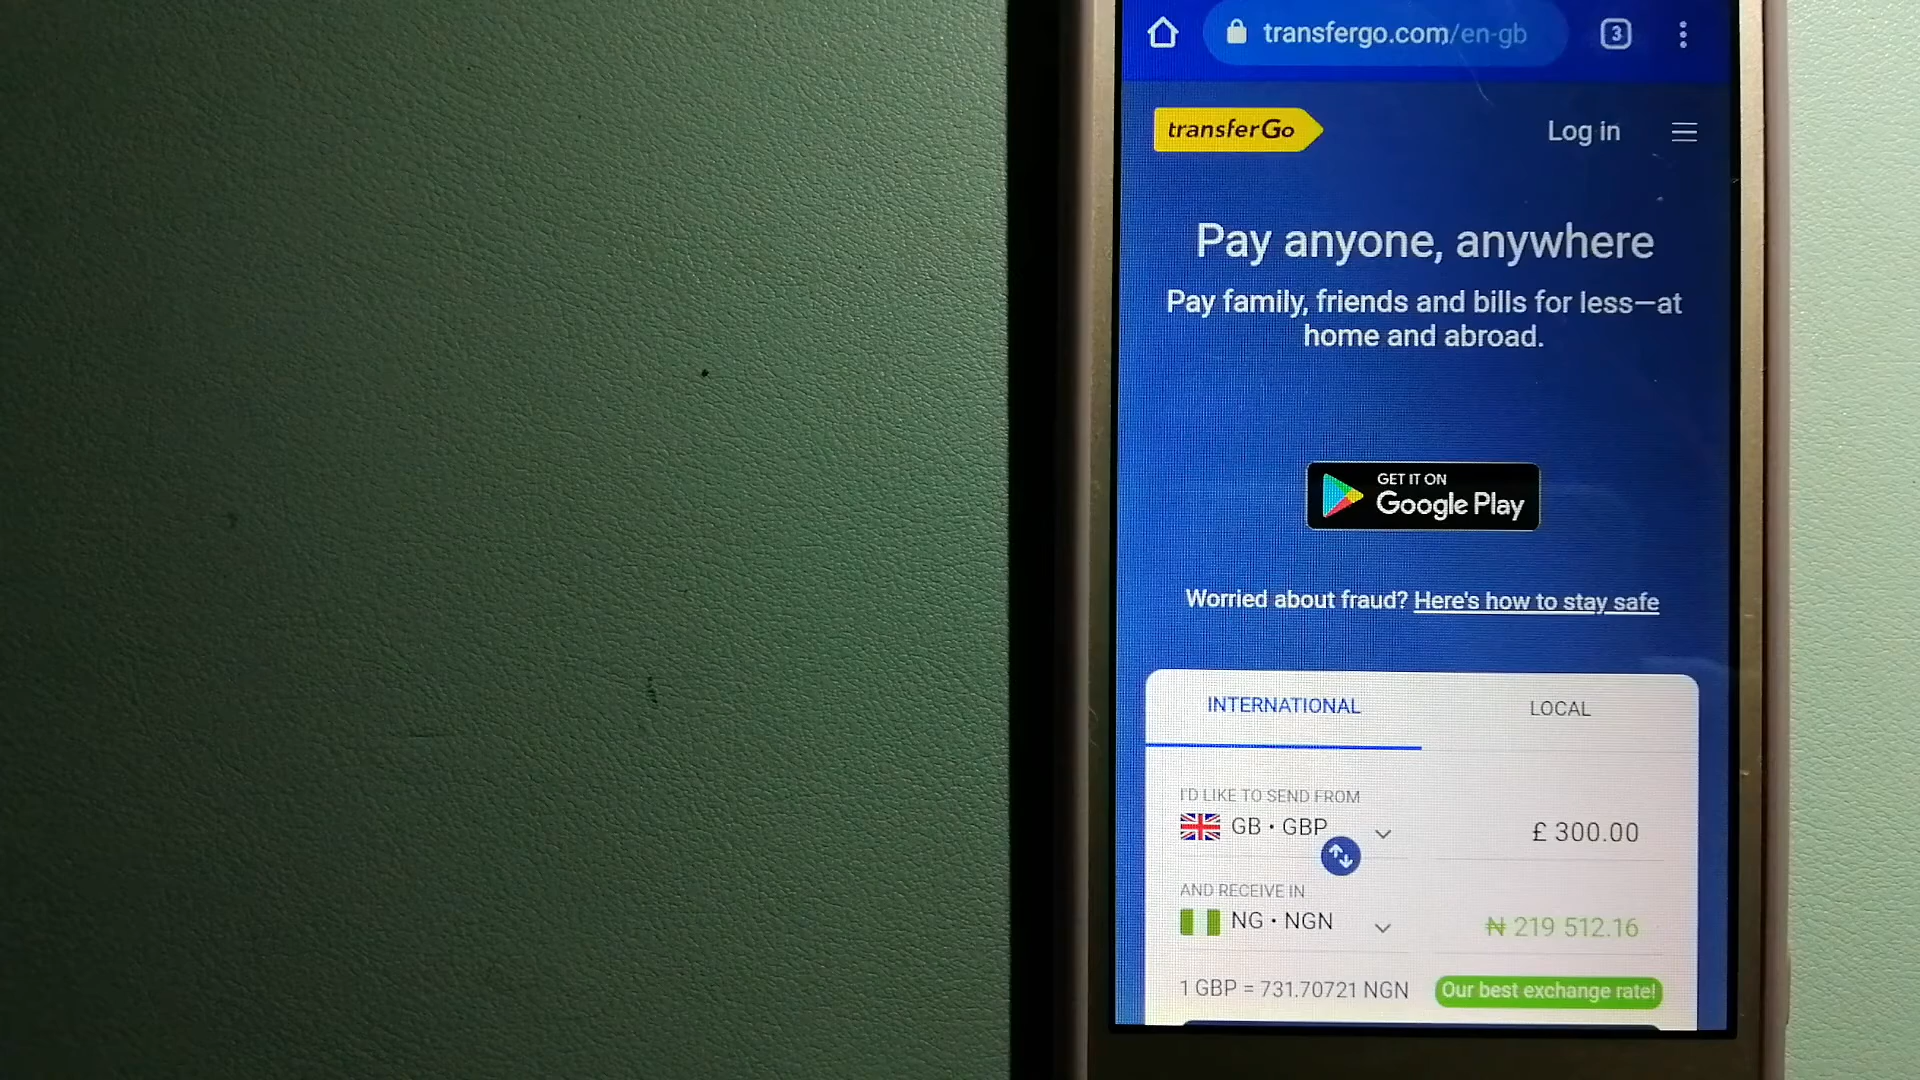 3
transfergo.com/en-gb
transferGo
Log in
Pay anyone, anywhere
Pay family, friends and bills for less—at
home and abroad.
GET IT ON
Google Play
Worried about fraud? Here's how to stay safe
INTERNATIONAL
LOCAL
I'D LIKE TO SEND FROM
GB • GBP
£ 300.00
AND RECEIVE IN
NG • NGN
₦ 219 512.16
1 GBP = 731.70721 NGN
Our best exchange rate!